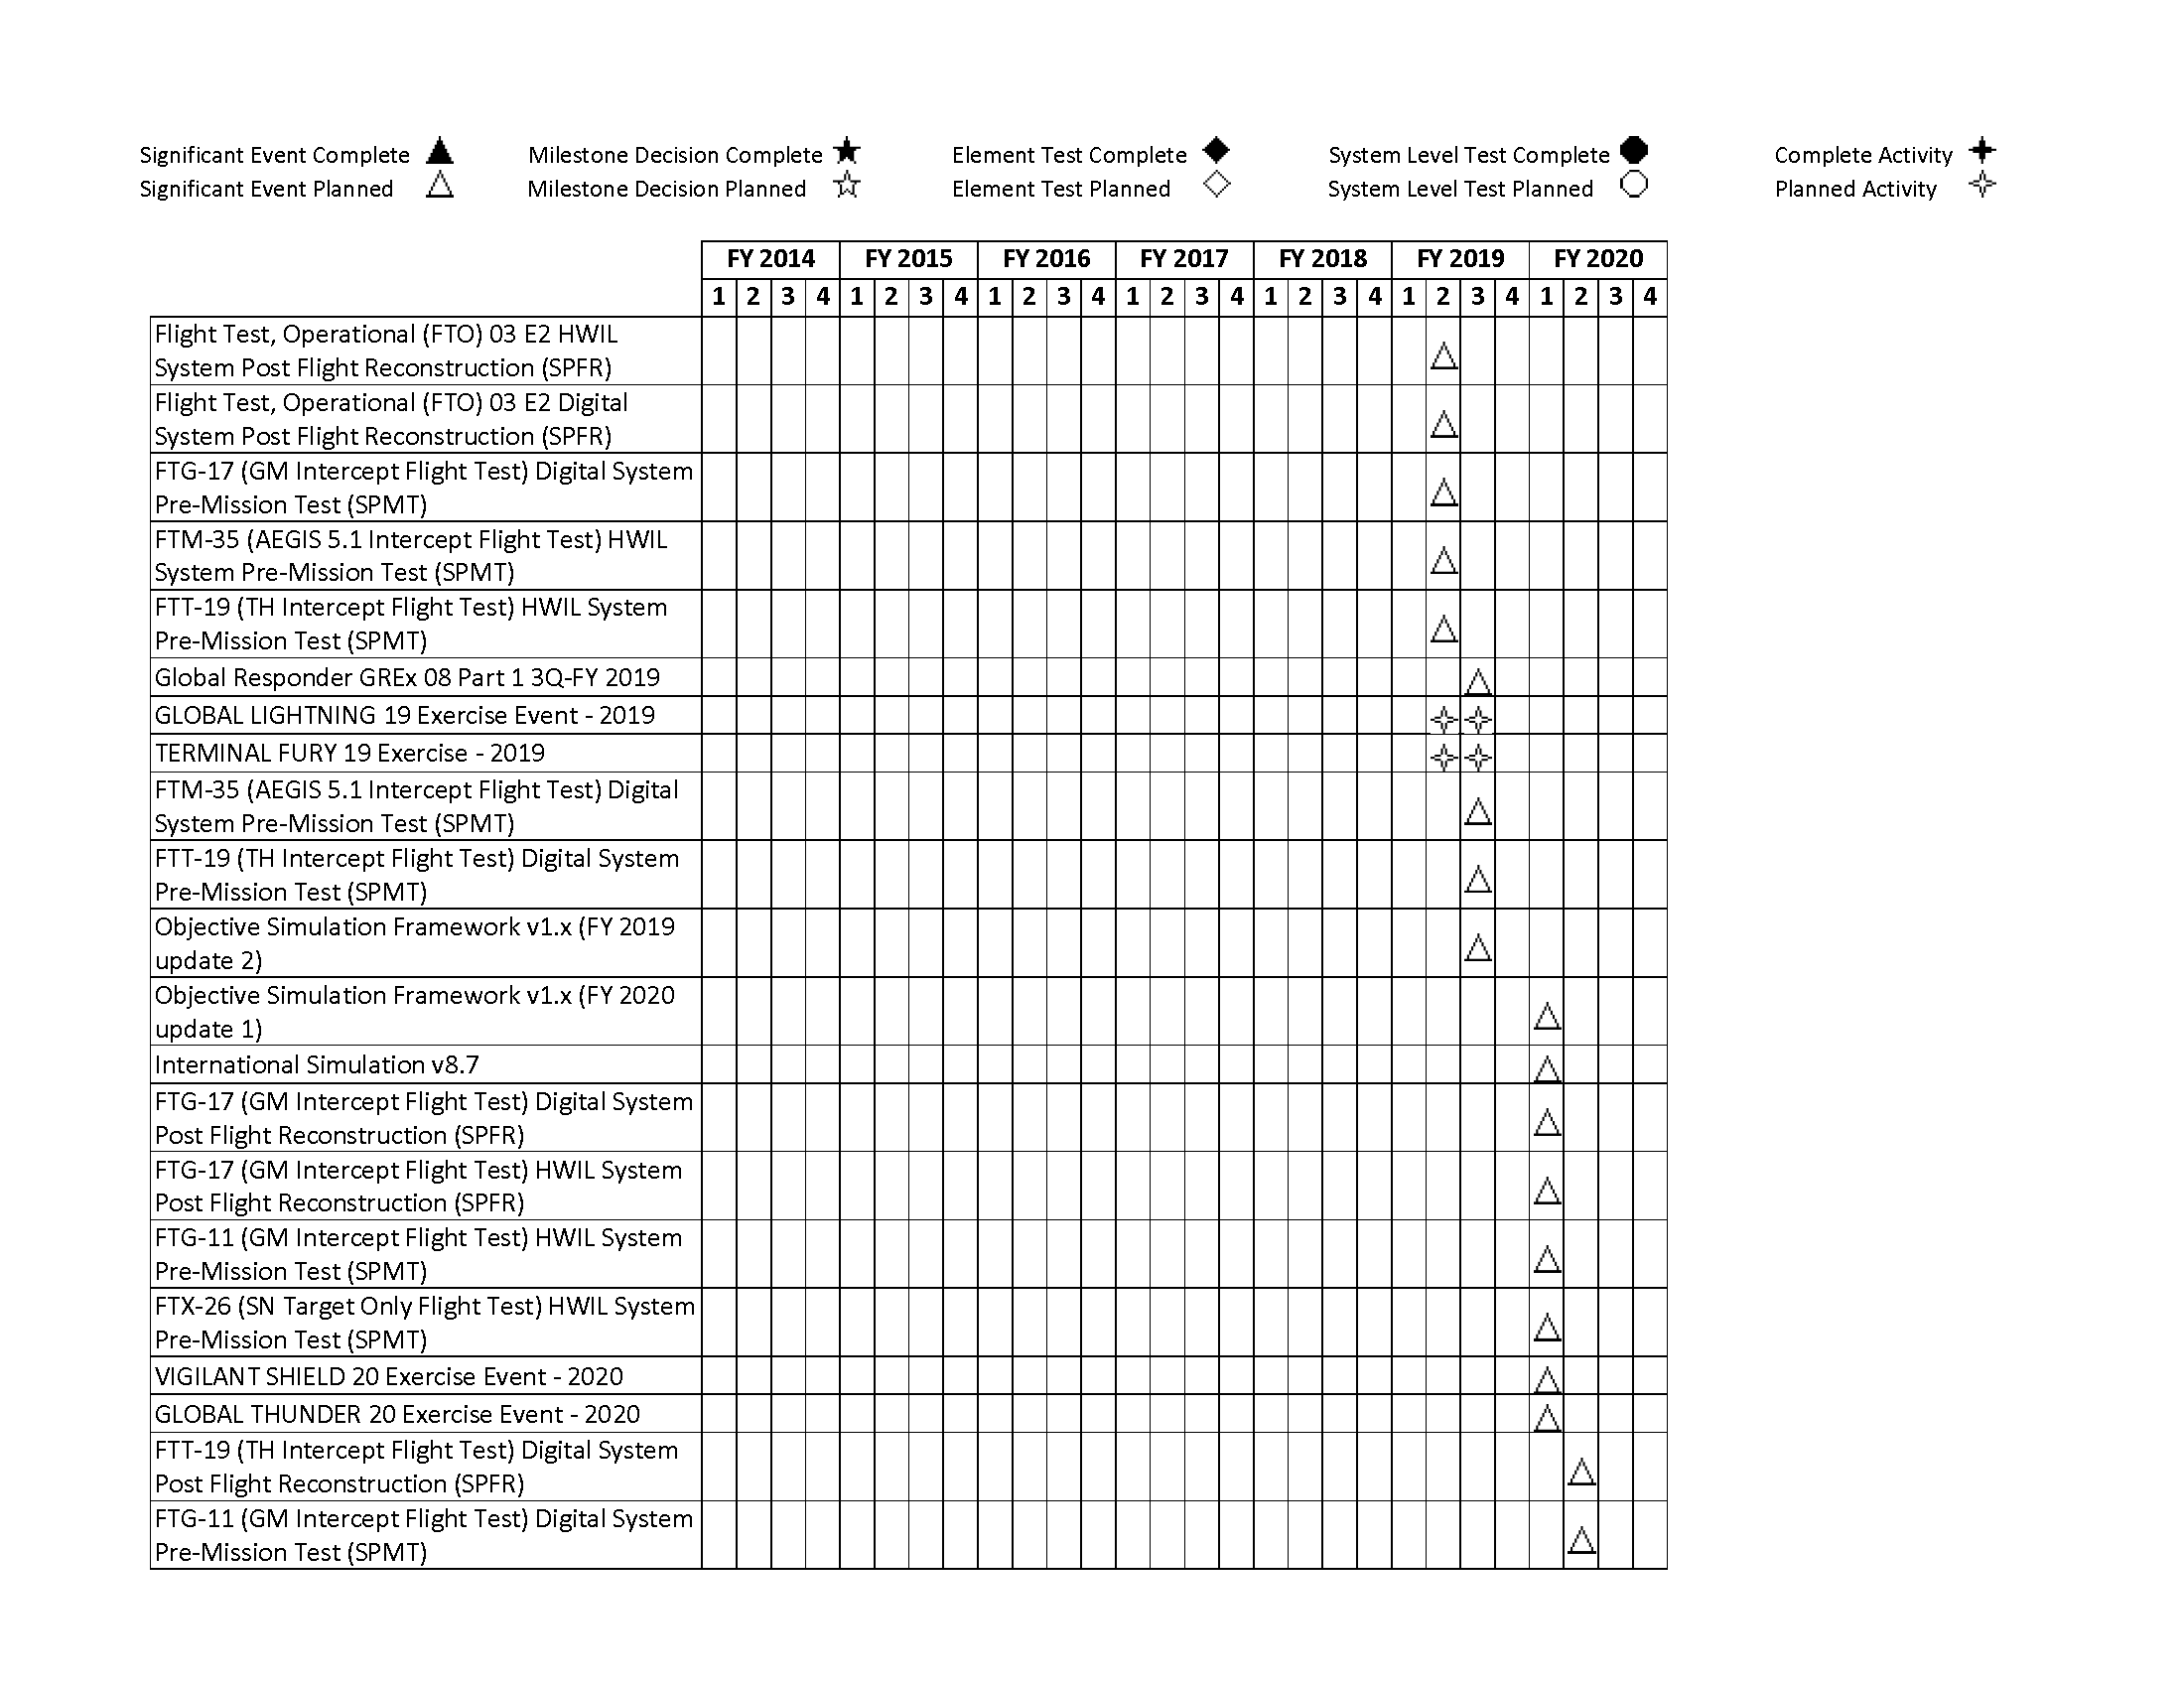 Significant Event Complete Milestone Decision Complete Element Test Complete System Level Test Complete Complete Activity
Significant Event Planned Milestone Decision Planned Element Test Planned System Level Test Planned Planned Activity
FY 2014 FY 2015 FY 2016 FY 2017 FY 2018 FY 2019 FY 2020
1 2 3 4 1 2 3 4 1 2 3 4 1 2 3 4 1 2 3 4 1 2 3 4 1 2 3 4
Flight Test, Operational (FTO) 03 E2 HWIL
System Post Flight Reconstruction (SPFR)
Flight Test, Operational (FTO) 03 E2 Digital
System Post Flight Reconstruction (SPFR)
FTG-17 (GM Intercept Flight Test) Digital System
Pre-Mission Test (SPMT)
FTM-35 (AEGIS 5.1 Intercept Flight Test) HWIL
System Pre-Mission Test (SPMT)
FTT-19 (TH Intercept Flight Test) HWIL System
Pre-Mission Test (SPMT)
Global Responder GREx 08 Part 1 3Q-FY 2019
GLOBAL LIGHTNING 19 Exercise Event - 2019
TERMINAL FURY 19 Exercise - 2019
FTM-35 (AEGIS 5.1 Intercept Flight Test) Digital
System Pre-Mission Test (SPMT)
FTT-19 (TH Intercept Flight Test) Digital System
Pre-Mission Test (SPMT)
Objective Simulation Framework v1.x (FY 2019
update 2)
Objective Simulation Framework v1.x (FY 2020
update 1)
International Simulation v8.7
FTG-17 (GM Intercept Flight Test) Digital System
Post Flight Reconstruction (SPFR)
FTG-17 (GM Intercept Flight Test) HWIL System
Post Flight Reconstruction (SPFR)
FTG-11 (GM Intercept Flight Test) HWIL System
Pre-Mission Test (SPMT)
FTX-26 (SN Target Only Flight Test) HWIL System
Pre-Mission Test (SPMT)
VIGILANT SHIELD 20 Exercise Event - 2020
GLOBAL THUNDER 20 Exercise Event - 2020
FTT-19 (TH Intercept Flight Test) Digital System
Post Flight Reconstruction (SPFR)
FTG-11 (GM Intercept Flight Test) Digital System
Pre-Mission Test (SPMT)